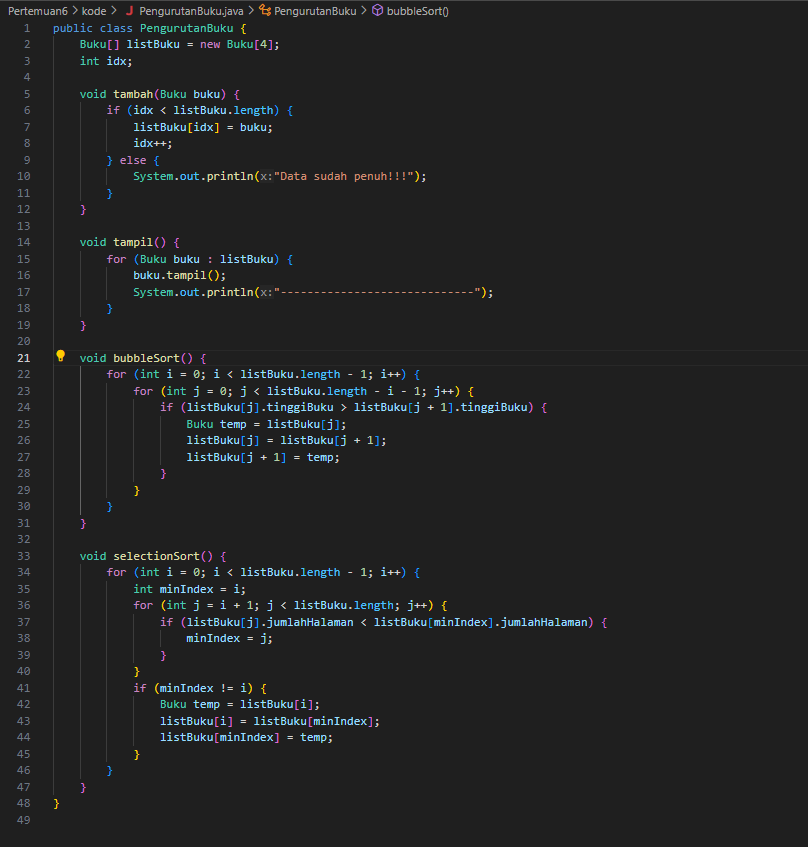 Pertemuan6 > kode > J PengurutanBuku.java > PengurutanBuku > bubbleSort()
1 public class PengurutanBuku {
2     Buku[] listBuku = new Buku[4];
3     int idx;
4
5     void tambah(Buku buku) {
6         if (idx < listBuku.length) {
7             listBuku[idx] = buku;
8             idx++;
9         } else {
10             System.out.println(x:"Data sudah penuh!!!");
11         }
12     }
13
14     void tampil() {
15         for (Buku buku : listBuku) {
16             buku.tampil();
17             System.out.println(x:"-----------------------------");
18         }
19     }
20
21     void bubbleSort() {
22         for (int i = 0; i < listBuku.length - 1; i++) {
23             for (int j = 0; j < listBuku.length - i - 1; j++) {
24                 if (listBuku[j].tinggiBuku > listBuku[j + 1].tinggiBuku) {
25                     Buku temp = listBuku[j];
26                     listBuku[j] = listBuku[j + 1];
27                     listBuku[j + 1] = temp;
28                 }
29             }
30         }
31     }
32
33     void selectionSort() {
34         for (int i = 0; i < listBuku.length - 1; i++) {
35             int minIndex = i;
36             for (int j = i + 1; j < listBuku.length; j++) {
37                 if (listBuku[j].jumlahHalaman < listBuku[minIndex].jumlahHalaman) {
38                     minIndex = j;
39                 }
40             }
41             if (minIndex != i) {
42                 Buku temp = listBuku[i];
43                 listBuku[i] = listBuku[minIndex];
44                 listBuku[minIndex] = temp;
45             }
46         }
47     }
48 }
49